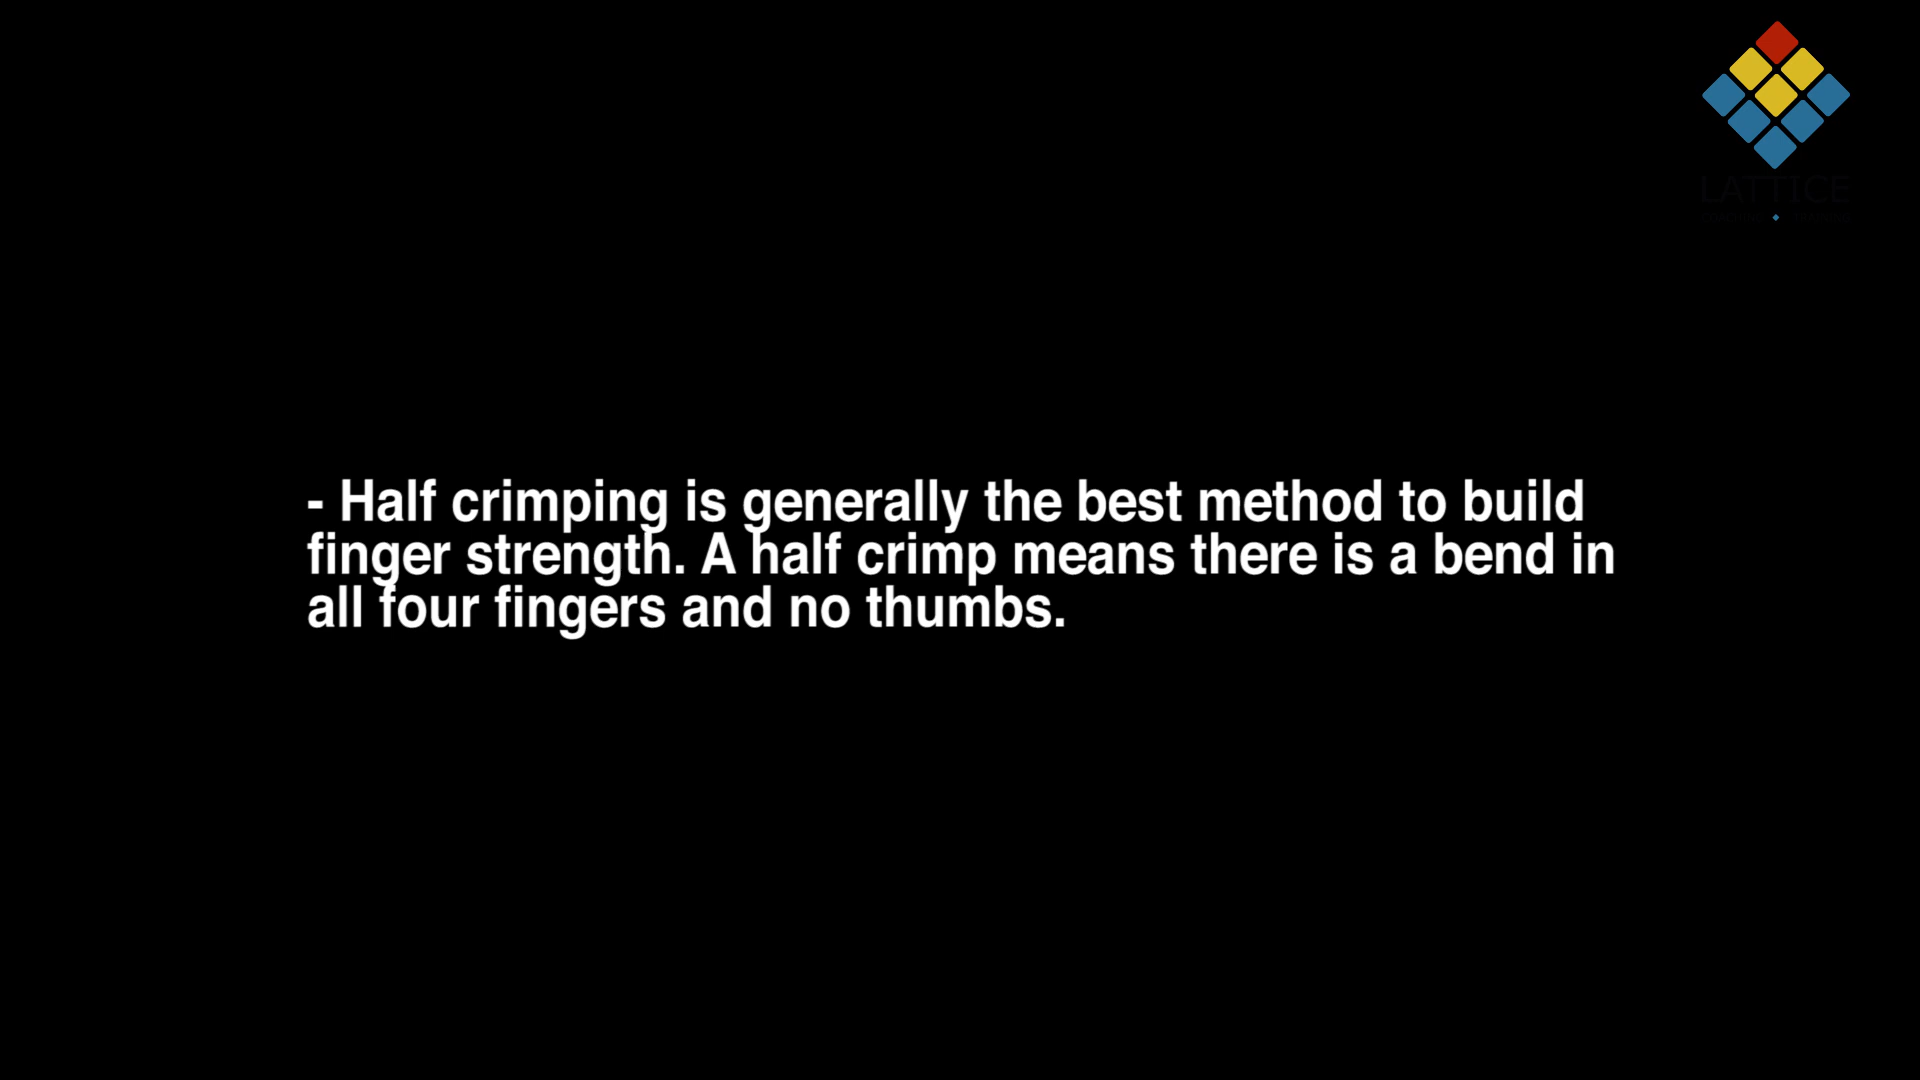 LATTICE
- Half crimping is generally the best method to build
finger strength. A half crimp means there is a bend in
all four fingers and no thumbs.